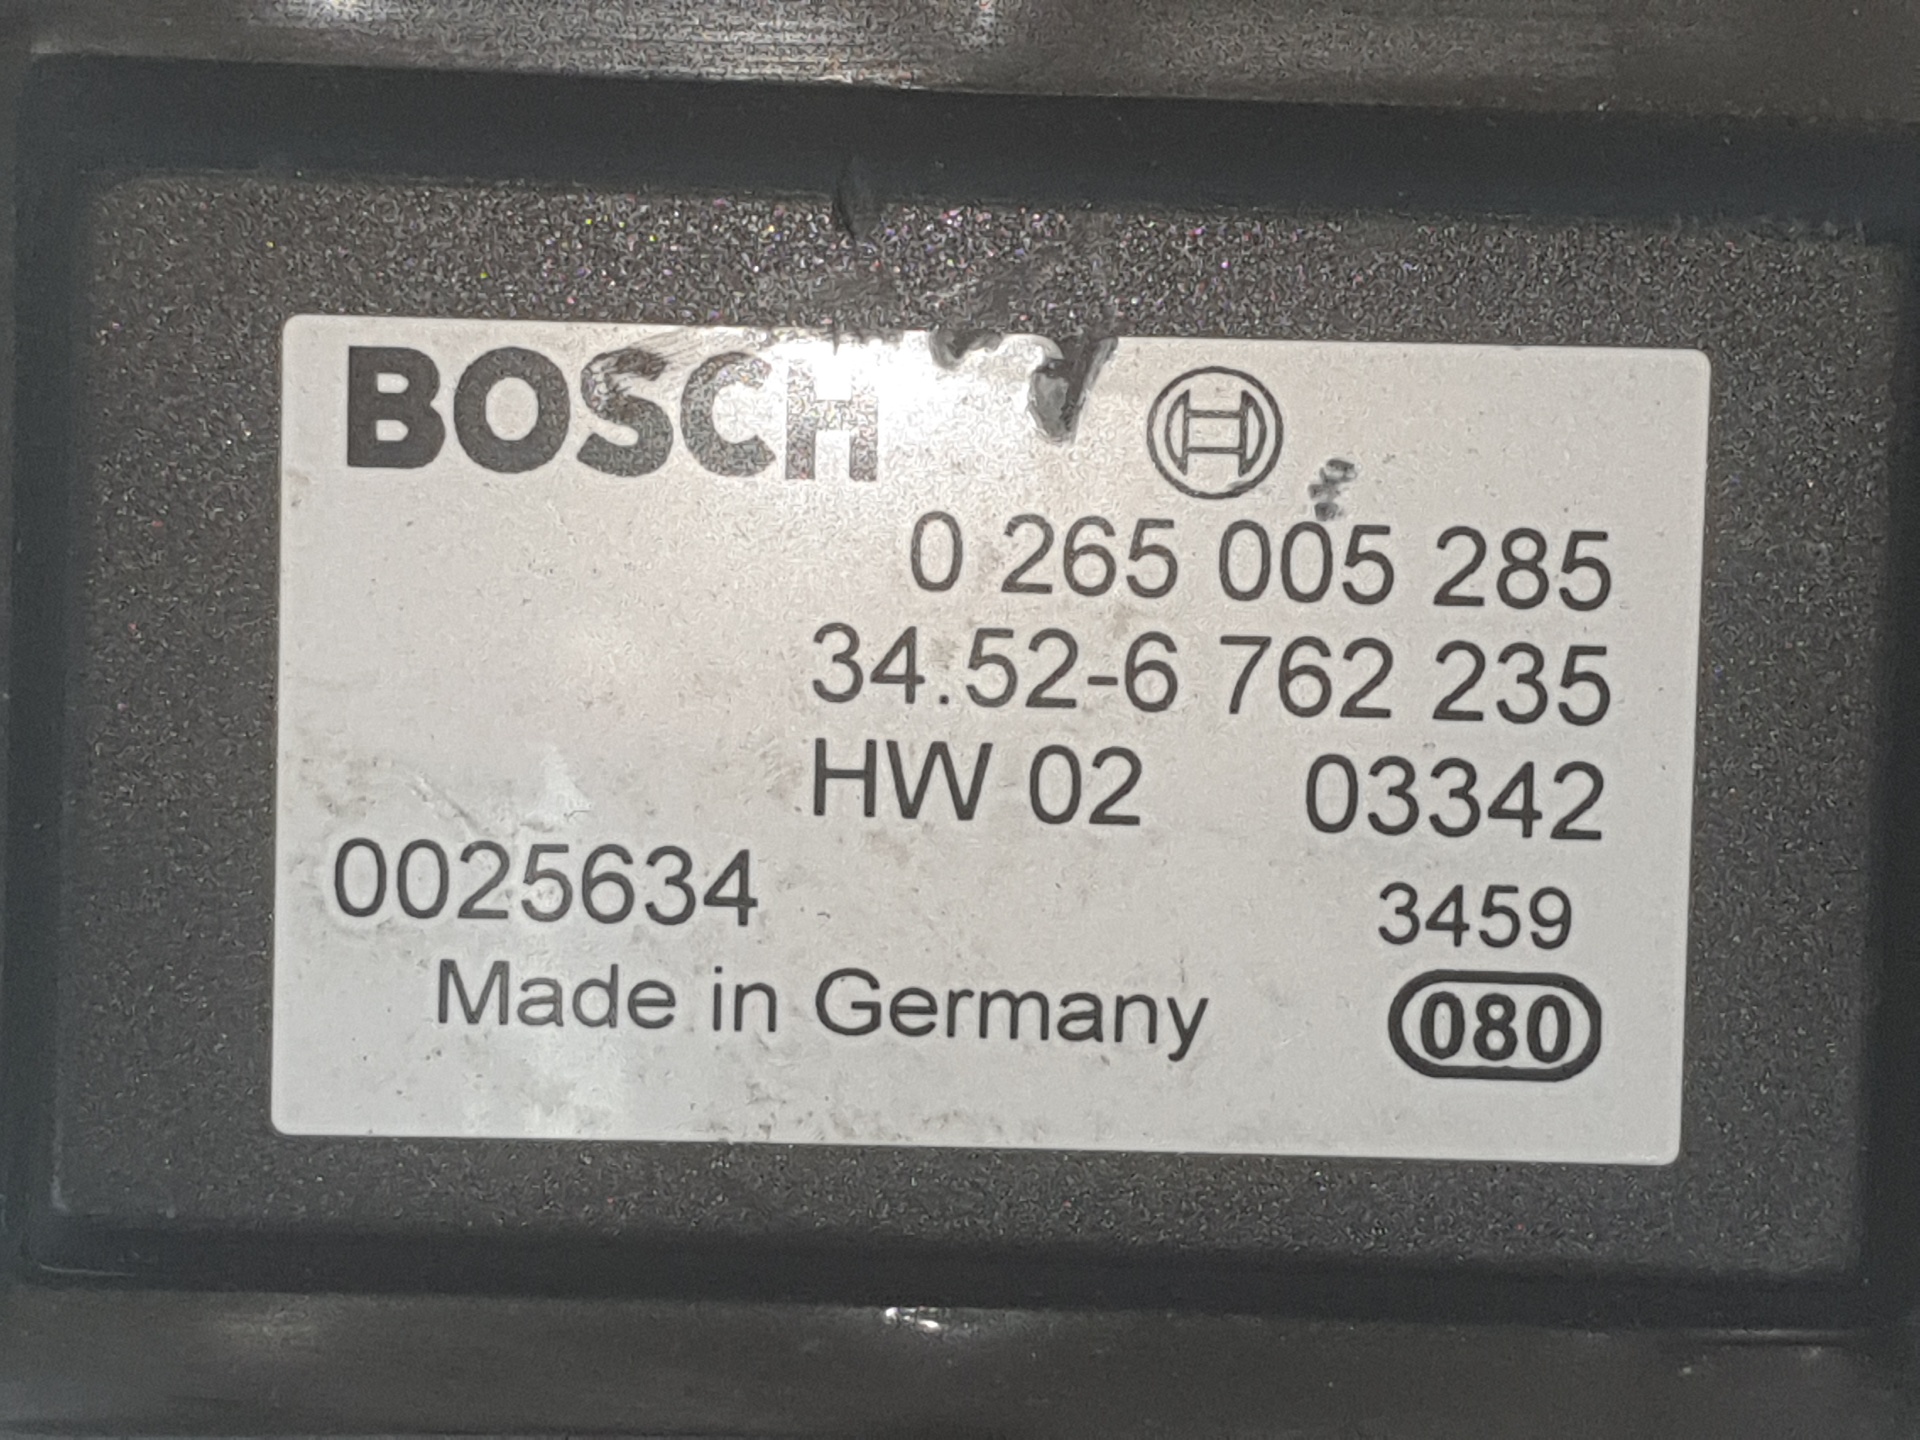 BOSCH
0 265 005 285
34.52-6 762 235
HW 02 03342
0025634 3459
Made in Germany 080